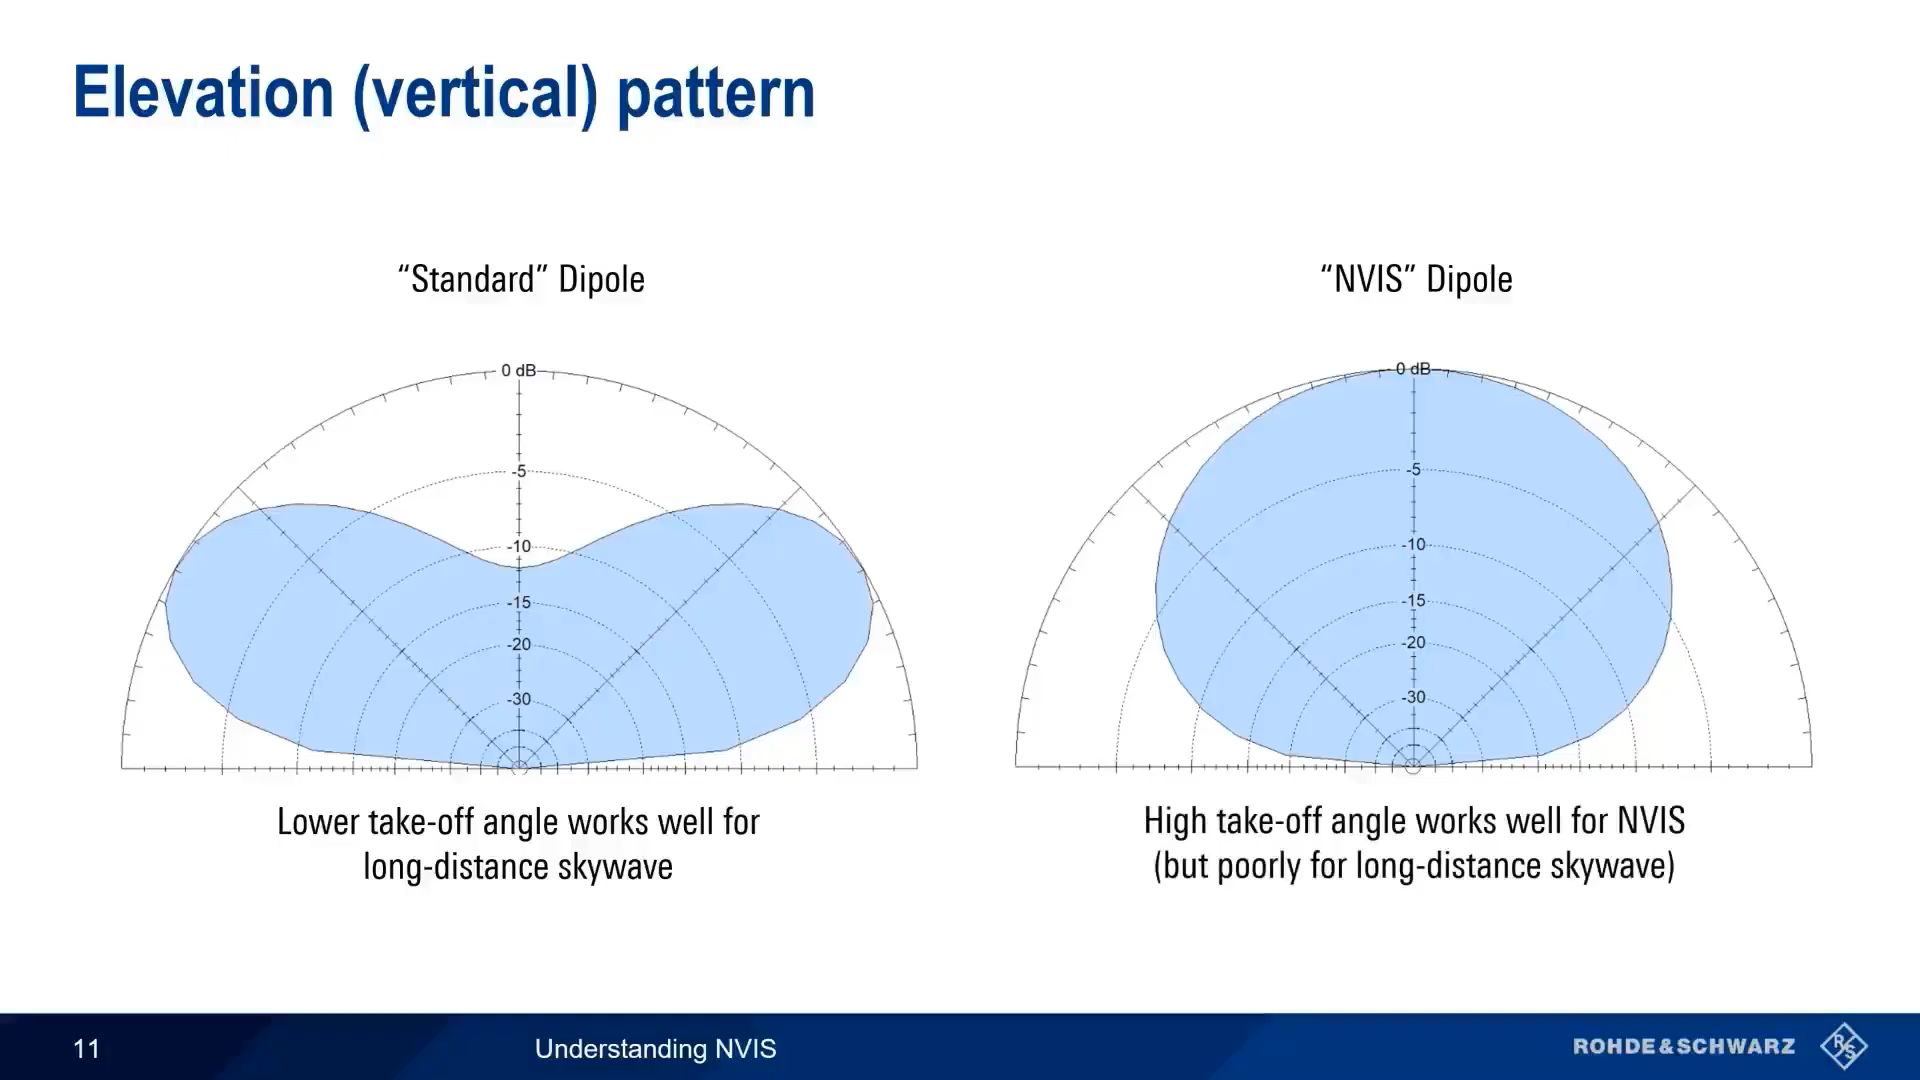 Elevation (vertical) pattern
“Standard” Dipole
0 dB
-5
-10
-15
-20
-30
Lower take-off angle works well for
long-distance skywave
“NVIS” Dipole
0 dB
-5
-10
-15
-20
-30
High take-off angle works well for NVIS
(but poorly for long-distance skywave)
11
Understanding NVIS
ROHDE & SCHWARZ
R S